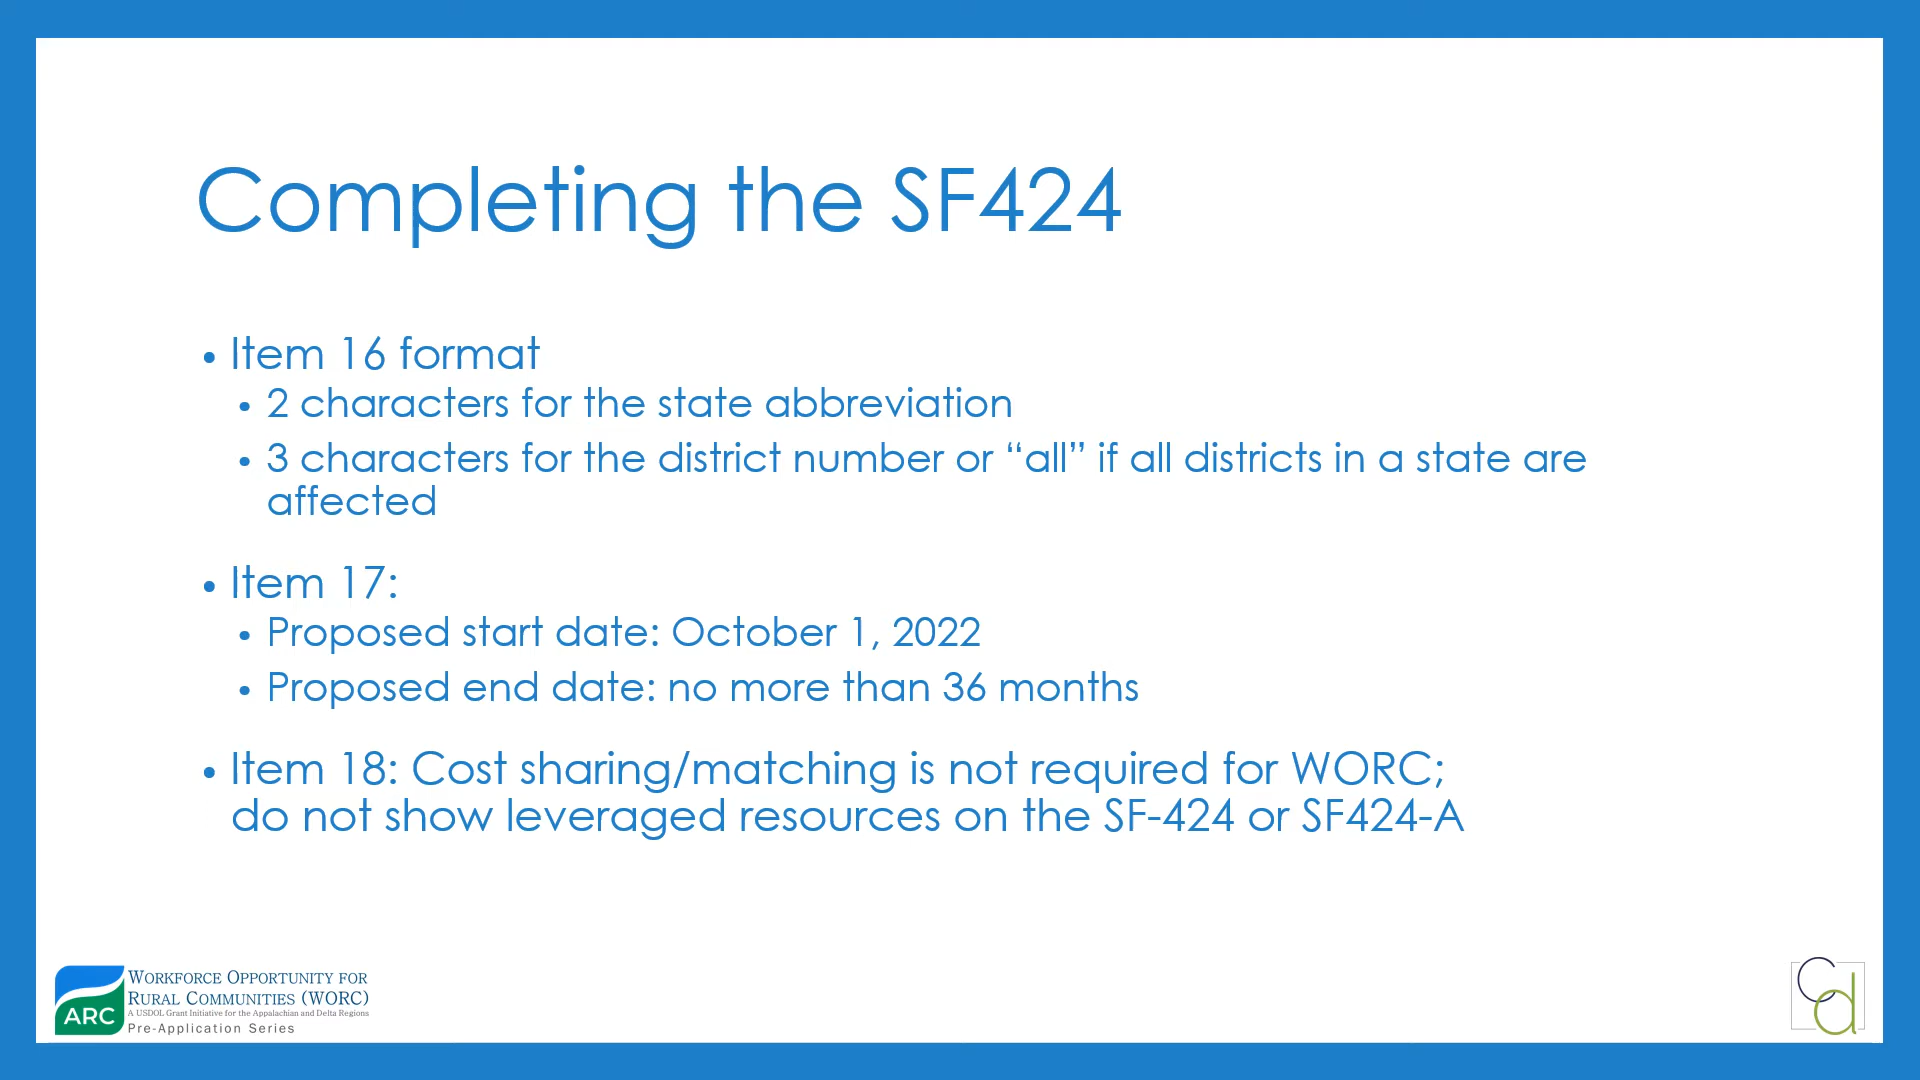 Completing the SF424
• Item 16 format
• 2 characters for the state abbreviation
• 3 characters for the district number or “all” if all districts in a state are
affected
• Item 17:
• Proposed start date: October 1, 2022
• Proposed end date: no more than 36 months
• Item 18: Cost sharing/matching is not required for WORC;
do not show leveraged resources on the SF-424 or SF424-A
ARC
Workforce Opportunity for
Rural Communities (WORC)
A USDOL Grant Initiative for the Appalachian and Delta Regions
Pre-Application Series
cd